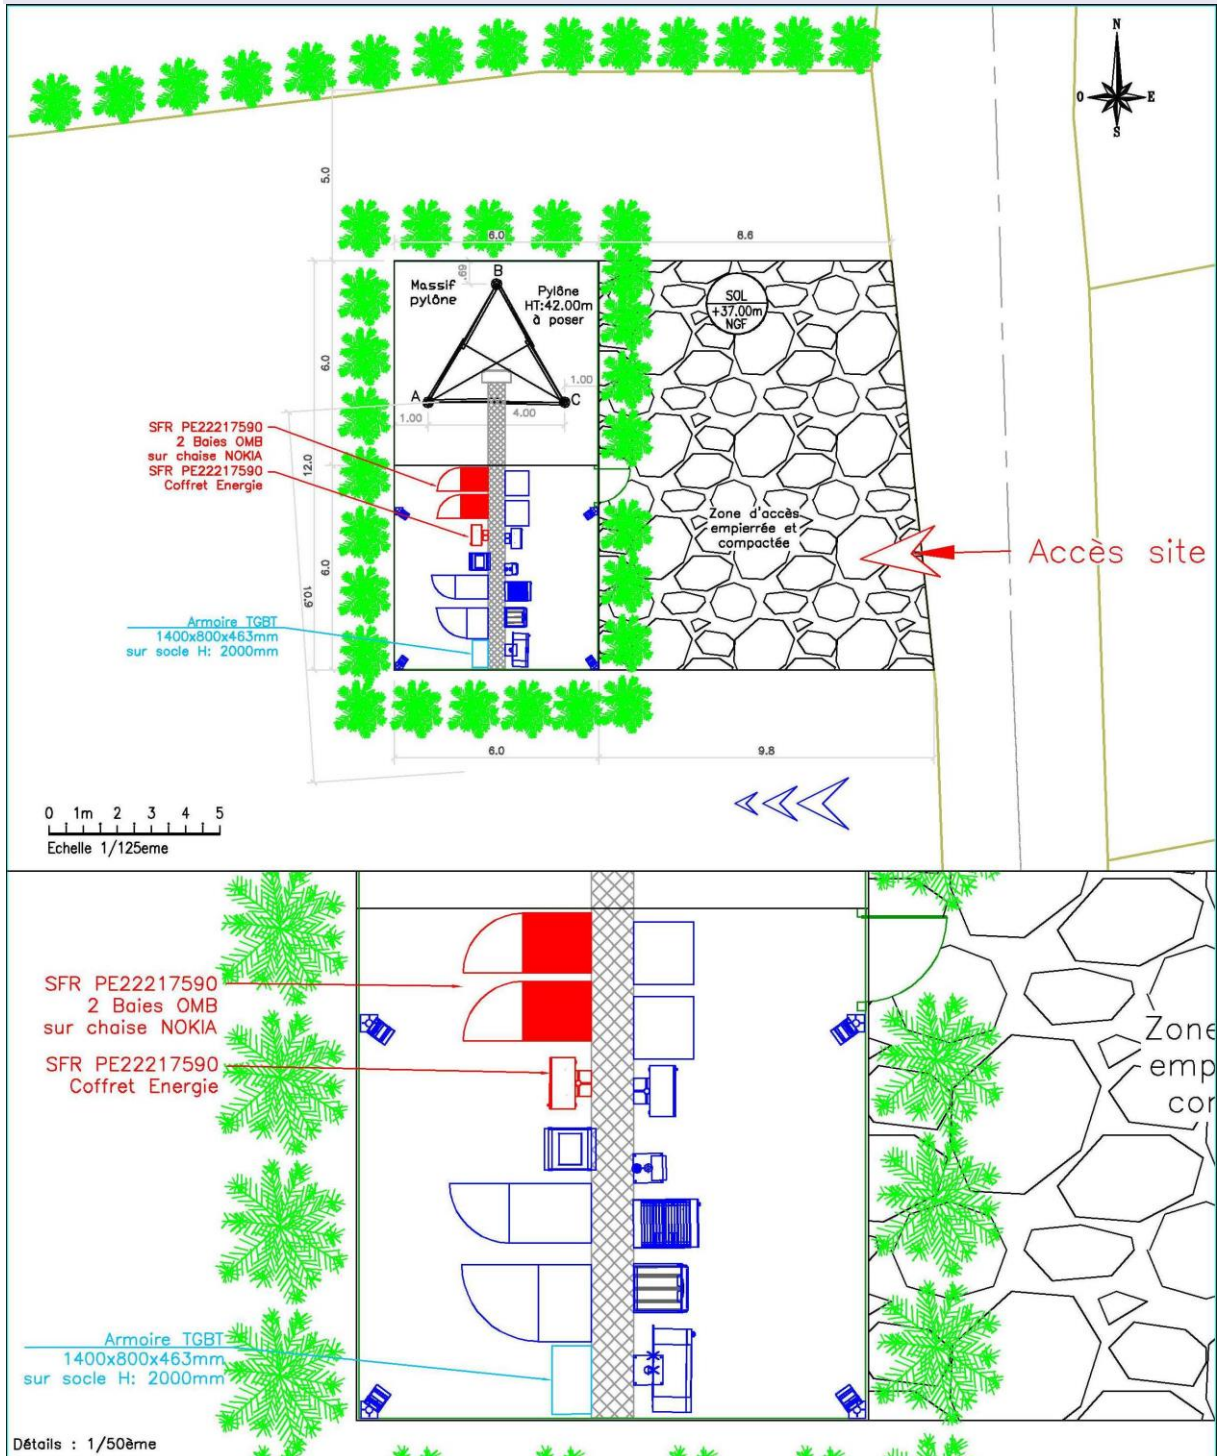 N
O E
S
5.0
6.0
8.6
Massif
pylône
.69
B
Pylône
HT:42.00m
à poser
SOL
+37.00m
NGF
6.0
1.00
A
C
1.00
4.00
SFR PE22217590
2 Baies OMB
sur chaise NOKIA
SFR PE22217590
Coffret Energie
12.0
Zone d'accès
empierrée et
compactée
Accès site
6.0
10.9
Armoire TGBT
1400x800x463mm
sur socle H: 2000mm
6.0
9.8
0 1m 2 3 4 5
Echelle 1/125eme
SFR PE22217590
2 Baies OMB
sur chaise NOKIA
SFR PE22217590
Coffret Energie
Zone
emp
cor
Armoire TGBT
1400x800x463mm
sur socle H: 2000mm
Détails : 1/50ème